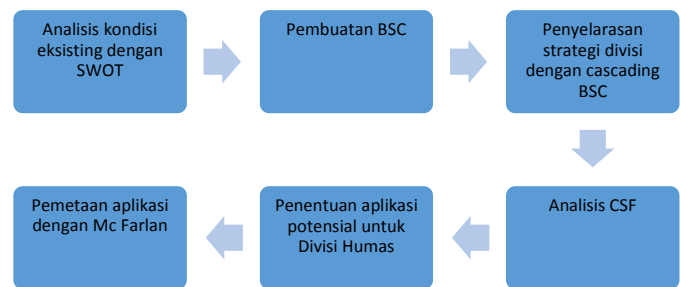 Analisis kondisi
eksisting dengan
SWOT
Pembuatan BSC
Penyelarasan
strategi divisi
dengan cascading
BSC
Analisis CSF
Penentuan aplikasi
potensial untuk
Divisi Humas
Pemetaan aplikasi
dengan Mc Farlan